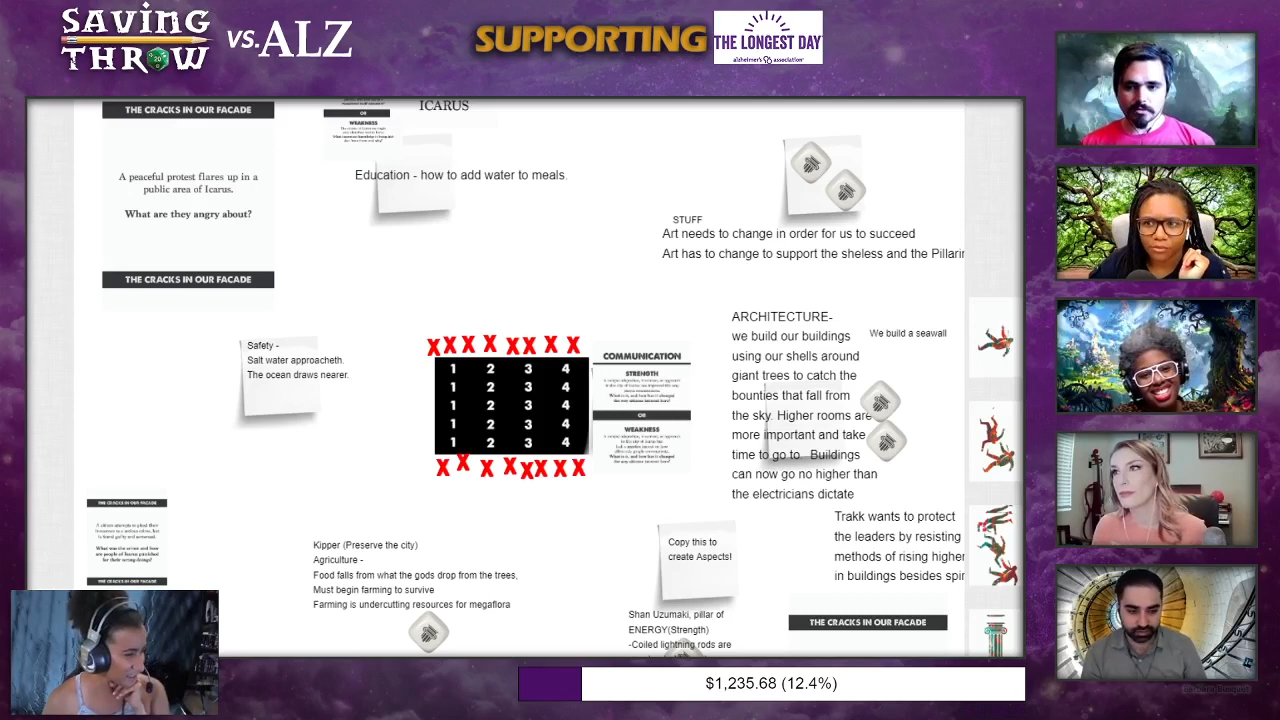 SAVING THROW
20
VS. ALZ
SUPPORTING
THE LONGEST DAY
alzheimer's association
THE CRACKS IN OUR FACADE
A peaceful protest flares up in a
public area of Icarus.
What are they angry about?
THE CRACKS IN OUR FACADE
OR
WEAKNESS
ICARUS
Education - how to add water to meals.
STUFF
Art needs to change in order for us to succeed
Art has to change to support the sheless and the Pillarin
Safety -
Salt water approacheth.
The ocean draws nearer.
X X X X X X X X X
1 2 3 4
1 2 3 4
1 2 3 4
1 2 3 4
1 2 3 4
X X X X X X X X X
COMMUNICATION
STRENGTH
OR
WEAKNESS
ARCHITECTURE-
we build our buildings
using our shells around
giant trees to catch the
bounties that fall from
the sky. Higher rooms are
more important and take
time to go to. Buildings
can now go no higher than
the electricians dictate
We build a seawall
Trakk wants to protect
the leaders by resisting
methods of rising higher
in buildings besides spir
THE CRACKS IN OUR FACADE
THE CRACKS IN OUR FACADE
Kipper (Preserve the city)
Agriculture -
Food falls from what the gods drop from the trees,
Must begin farming to survive
Farming is undercutting resources for megaflora
Copy this to
create Aspects!
Shan Uzumaki, pillar of
ENERGY(Strength)
-Coiled lightning rods are
THE CRACKS IN OUR FACADE
$1,235.68 (12.4%)